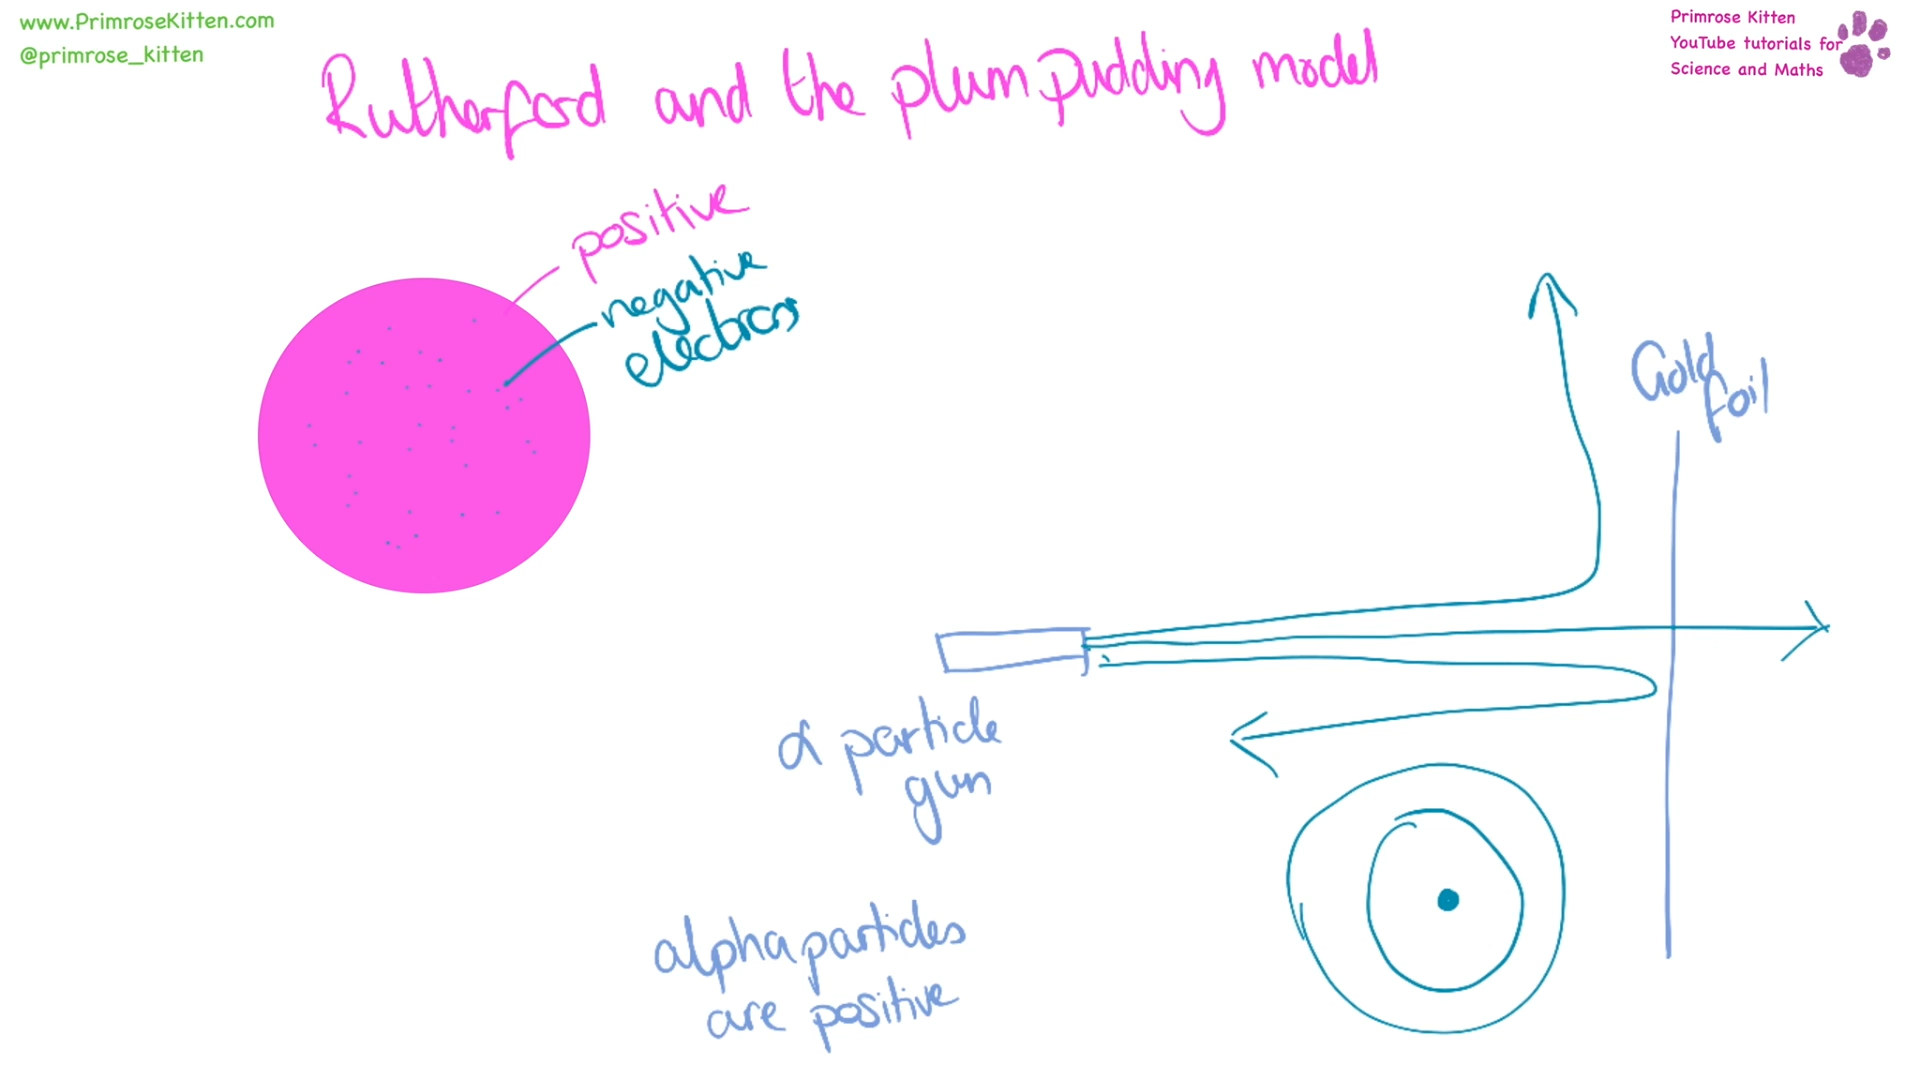 www.PrimroseKitten.com
@primrose_kitten
Primrose Kitten
YouTube tutorials for
Science and Maths
Rutherford and the plum pudding model
positive
negative
electrons
Gold
foil
α particle
gun
alpha particles
are positive